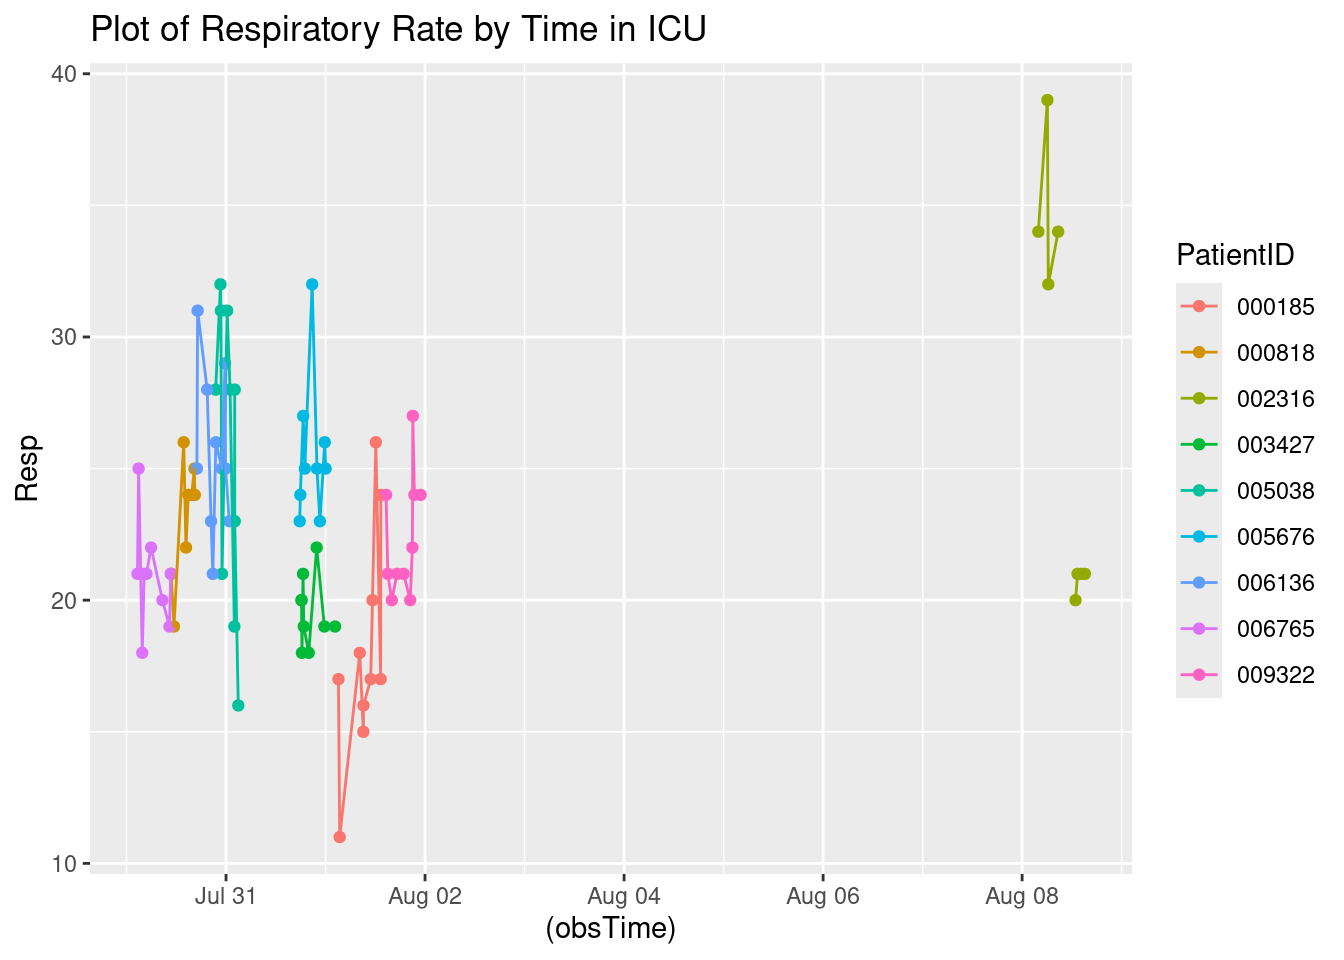 Plot of Respiratory Rate by Time in ICU
40
30
20
10
Resp
Jul 31 Aug 02 Aug 04 Aug 06 Aug 08
(obsTime)
PatientID
000185
000818
002316
003427
005038
005676
006136
006765
009322